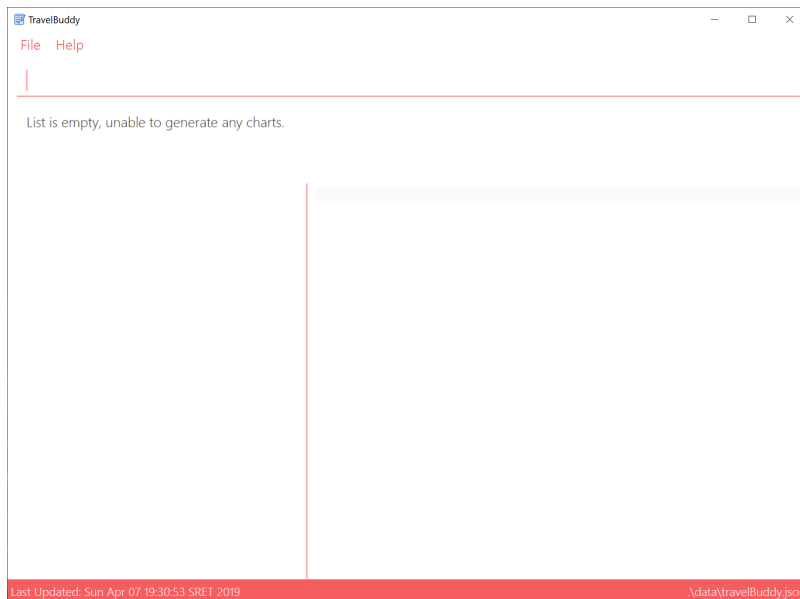 TravelBuddy
File Help
List is empty, unable to generate any charts.
Last Updated: Sun Apr 07 19:30:53 SRET 2019
.\data\travelBuddy.jso